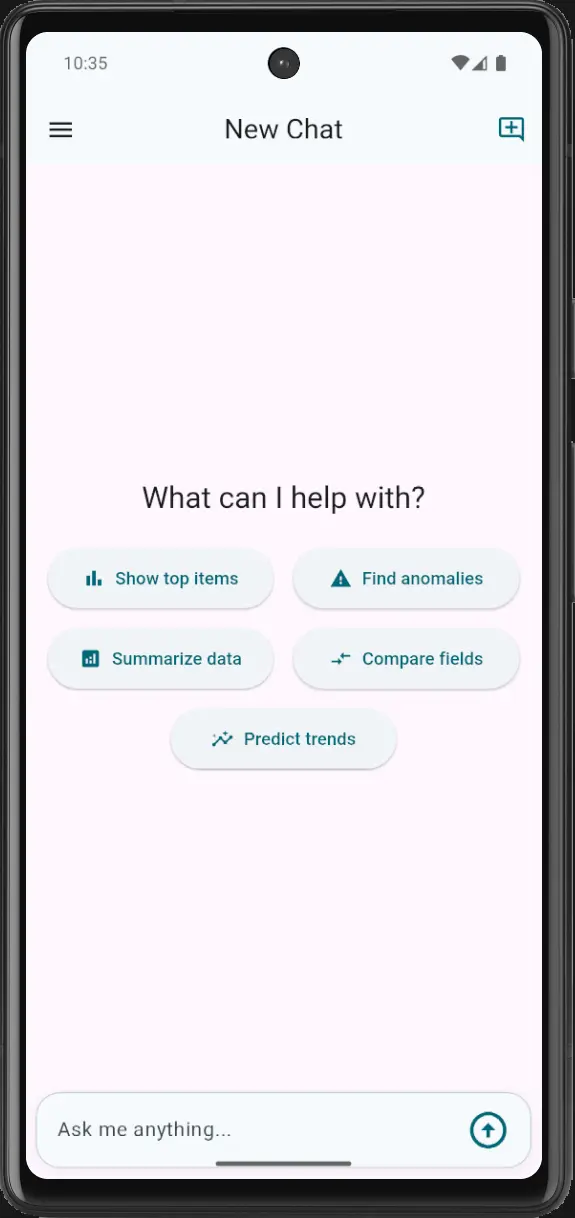 10:35
New Chat
What can I help with?
Show top items
Find anomalies
Summarize data
Compare fields
Predict trends
Ask me anything...